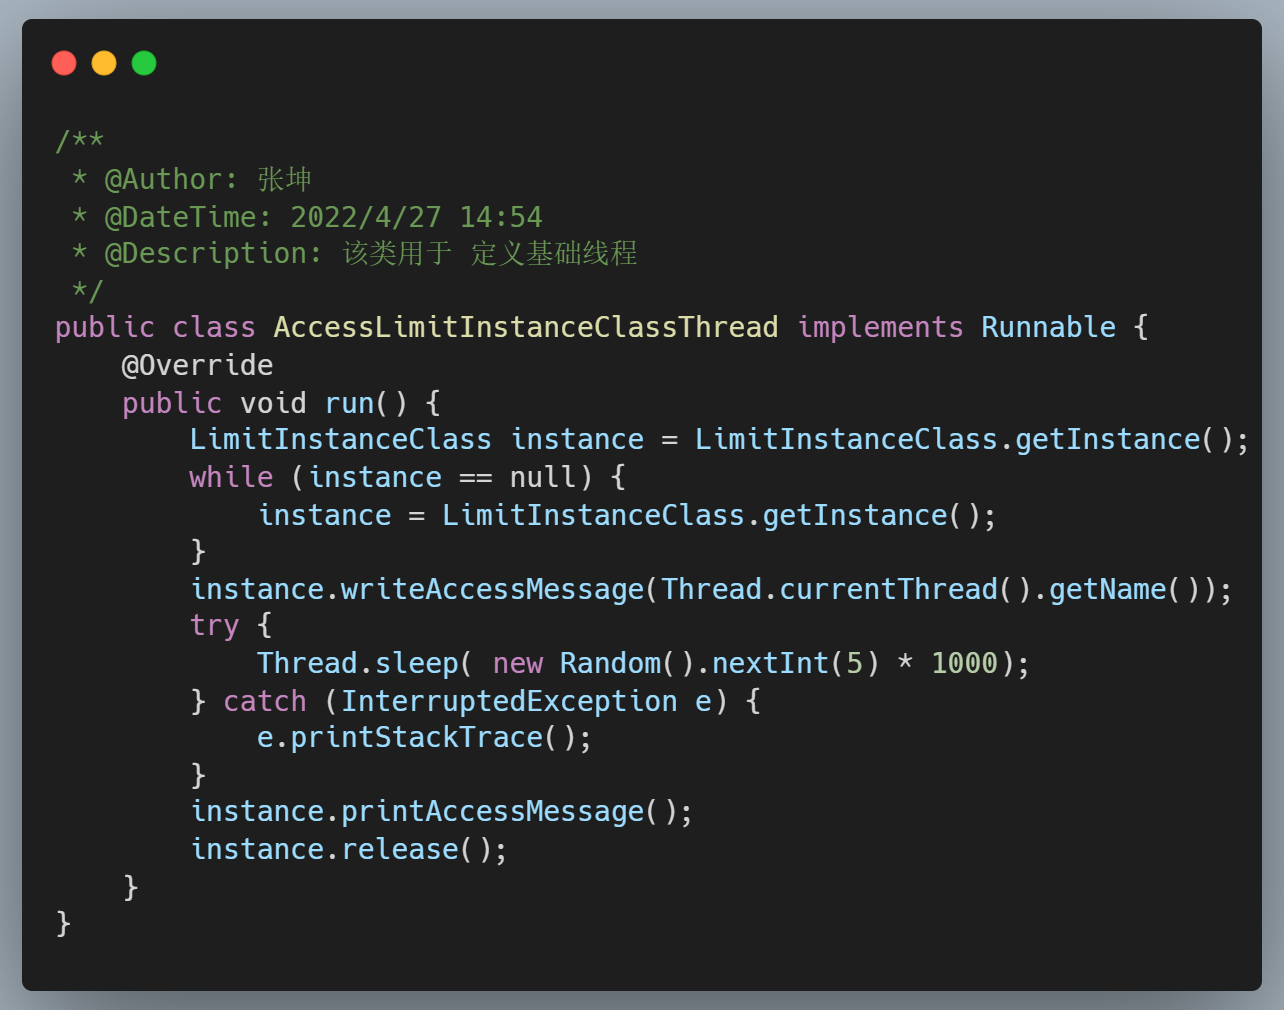 /**
 * @Author: 张坤
 * @DateTime: 2022/4/27 14:54
 * @Description: 该类用于 定义基础线程
 */
public class AccessLimitInstanceClassThread implements Runnable {
    @Override
    public void run() {
        LimitInstanceClass instance = LimitInstanceClass.getInstance();
        while (instance == null) {
            instance = LimitInstanceClass.getInstance();
        }
        instance.writeAccessMessage(Thread.currentThread().getName());
        try {
            Thread.sleep( new Random().nextInt(5) * 1000);
        } catch (InterruptedException e) {
            e.printStackTrace();
        }
        instance.printAccessMessage();
        instance.release();
    }
}